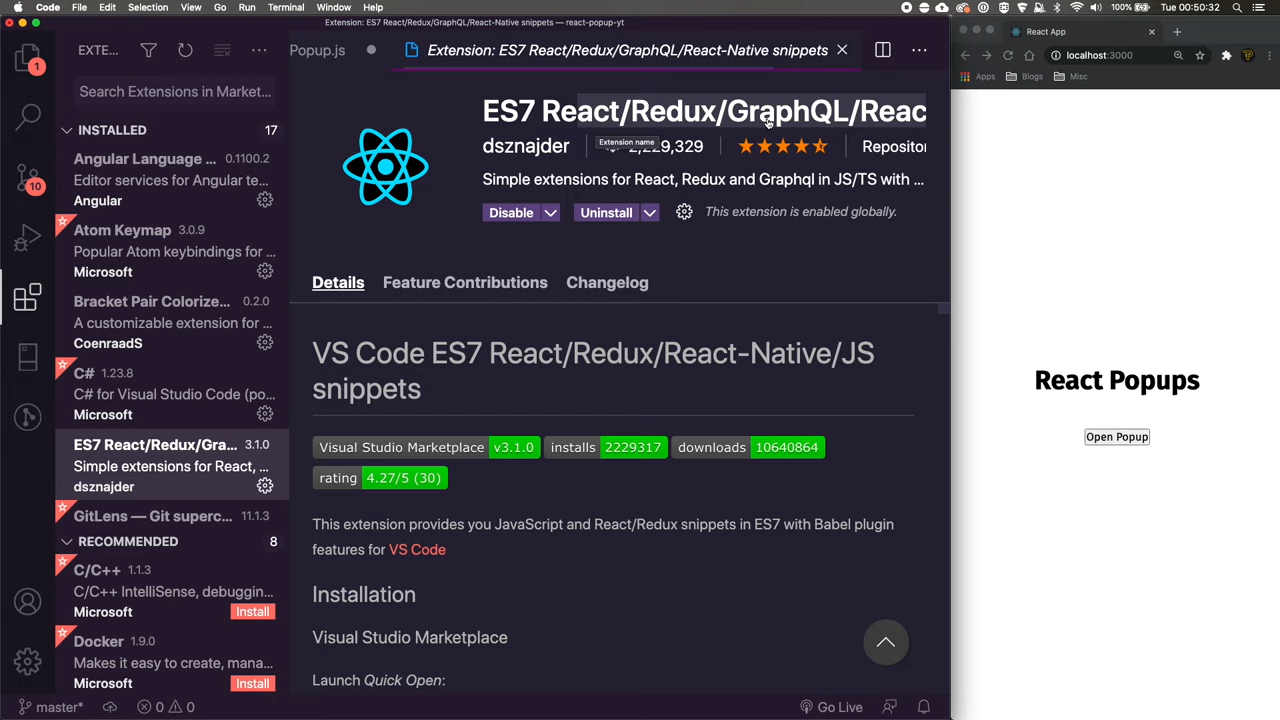 Code File Edit Selection View Go Run Terminal Window 100% Tue 20:50:32
Extension: ES7 React/Redux/GraphQL/React-Native snippets — react-popup-yt
EXTE...
Popup.js
Extension: ES7 React/Redux/GraphQL/React-Native snippets
1
10
Search Extensions in Market...
INSTALLED 17
Angular Language ... 0.1100.2
Editor services for Angular te...
Angular
Atom Keymap 3.0.9
Popular Atom keybindings for ...
Microsoft
Bracket Pair Colorize... 0.2.0
A customizable extension for ...
CoenraadS
C# 1.23.8
C# for Visual Studio Code (po...
Microsoft
ES7 React/Redux/Gra... 3.1.0
Simple extensions for React, ...
dsznajder
GitLens — Git superc... 11.1.3
RECOMMENDED 8
C/C++ 1.1.3
C/C++ IntelliSense, debuggin...
Microsoft Install
Docker 1.9.0
Makes it easy to create, mana...
Microsoft Install
ES7 React/Redux/GraphQL/Reac
Extension name
dsznajder 2,229,329 Repositor
Simple extensions for React, Redux and Graphql in JS/TS with ...
Disable Uninstall This extension is enabled globally.
Details Feature Contributions Changelog
VS Code ES7 React/Redux/React-Native/JS
snippets
Visual Studio Marketplace v3.1.0 installs 2229317 downloads 10640864
rating 4.27/5 (30)
This extension provides you JavaScript and React/Redux snippets in ES7 with Babel plugin
features for VS Code
Installation
Visual Studio Marketplace
Launch Quick Open:
master* 0 0 Go Live
React App
localhost:3000
Apps Blogs Misc
React Popups
Open Popup